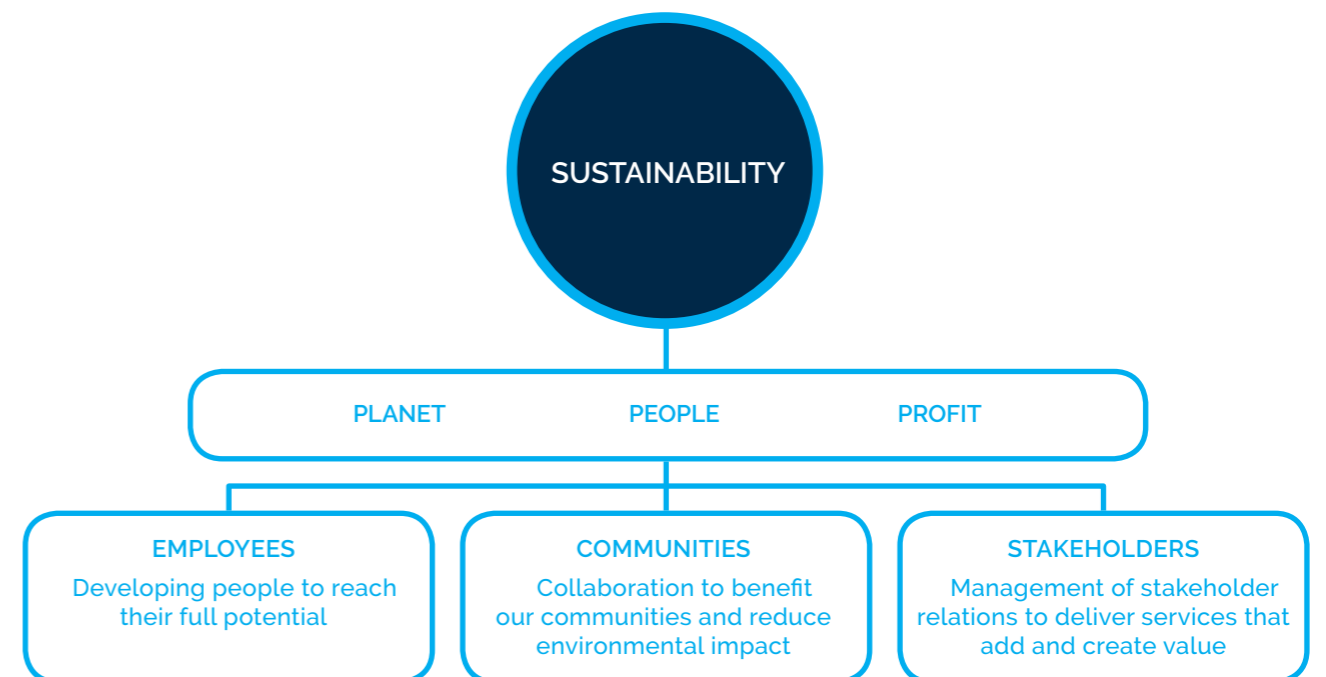 SUSTAINABILITY
PLANET PEOPLE PROFIT
EMPLOYEES
Developing people to reach
their full potential
COMMUNITIES
Collaboration to benefit
our communities and reduce
environmental impact
STAKEHOLDERS
Management of stakeholder
relations to deliver services that
add and create value